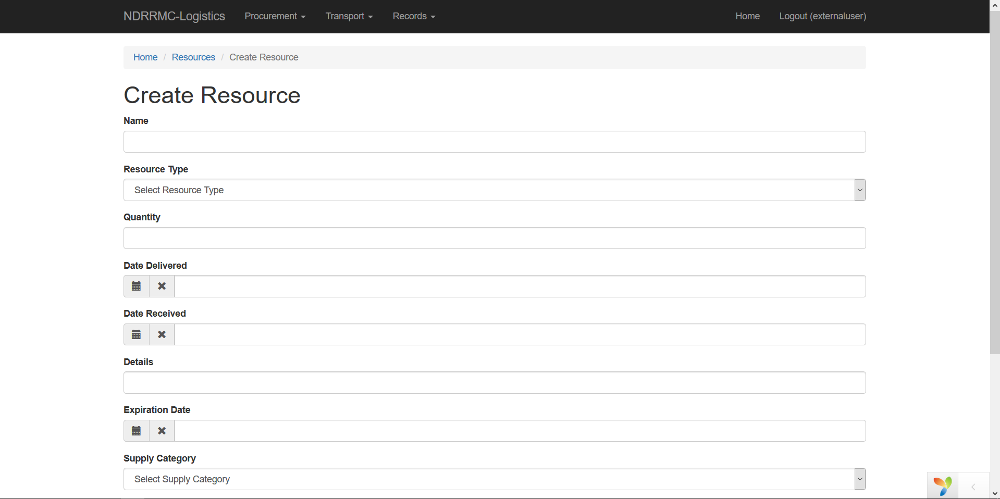 NDRRMC-Logistics Procurement Transport Records Home Logout (externaluser)
Home / Resources / Create Resource
Create Resource
Name
Resource Type
Select Resource Type
Quantity
Date Delivered
Date Received
Details
Expiration Date
Supply Category
Select Supply Category